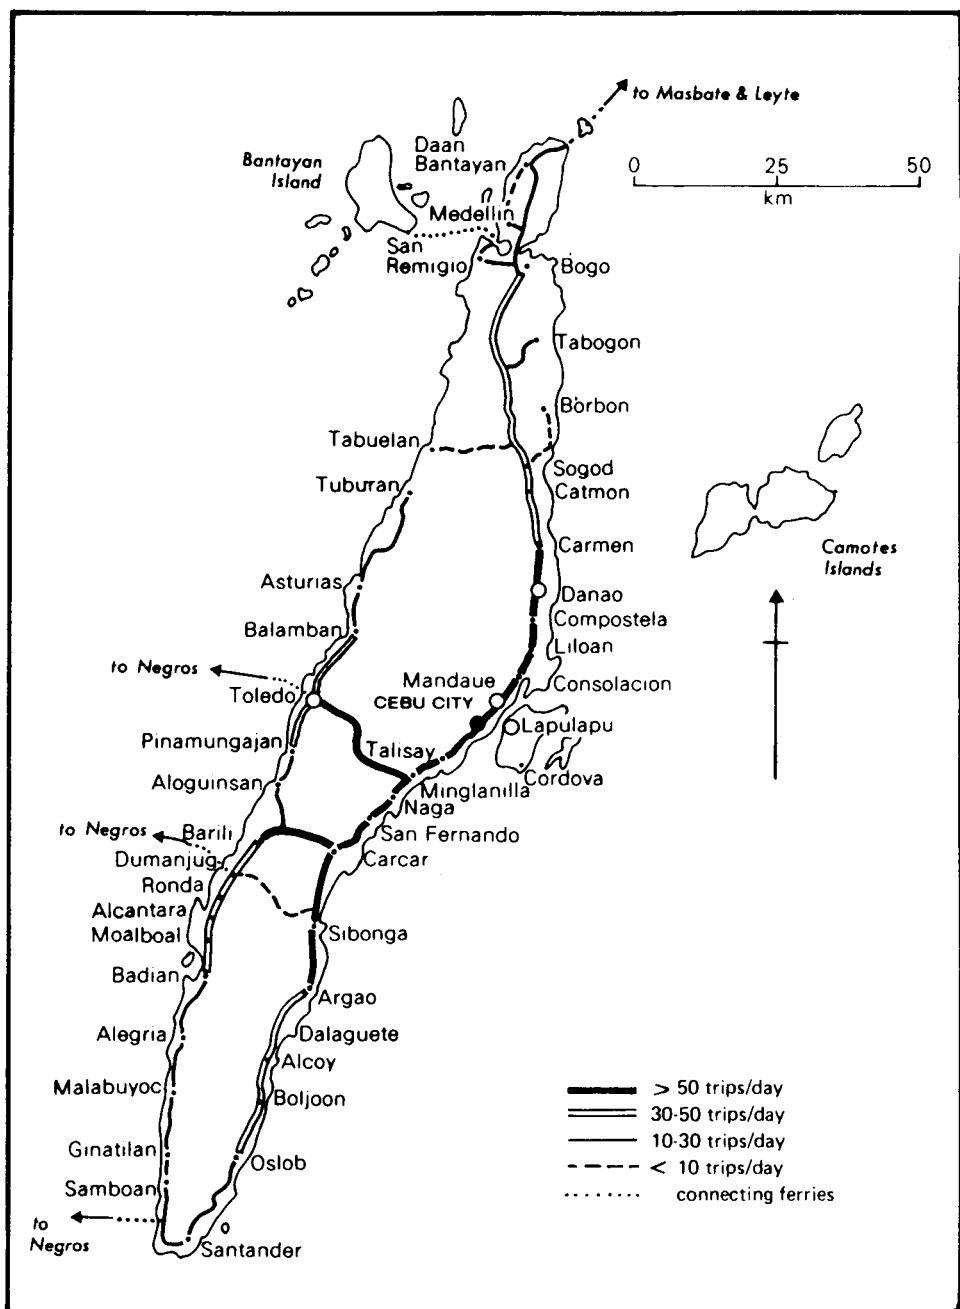 to Masbate & Leyte
Daan
Bantayan
Bantayan
Island
0 25 50
km
Medellin
San
Remigio
Bogo
Tabogon
Borbon
Tabuelan
Sogod
Tuburan
Catmon
Carmen
Camotes
Islands
Asturias
Danao
Compostela
Balamban
Liloan
to Negros
Toledo
Mandaue
Consolacion
CEBU CITY
Lapulapu
Pinamungajan
Talisay
Cordova
Aloguinsan
Minglanilla
Naga
to Negros
Barili
San Fernando
Dumanjug
Carcar
Ronda
Alcantara
Moalboal
Sibonga
Badian
Argao
Alegria
Dalaguete
Alcoy
Malabuyoc
Boljoon
Ginatilan
Oslob
Samboan
to
Negros
Santander
> 50 trips/day
30-50 trips/day
10-30 trips/day
< 10 trips/day
connecting ferries